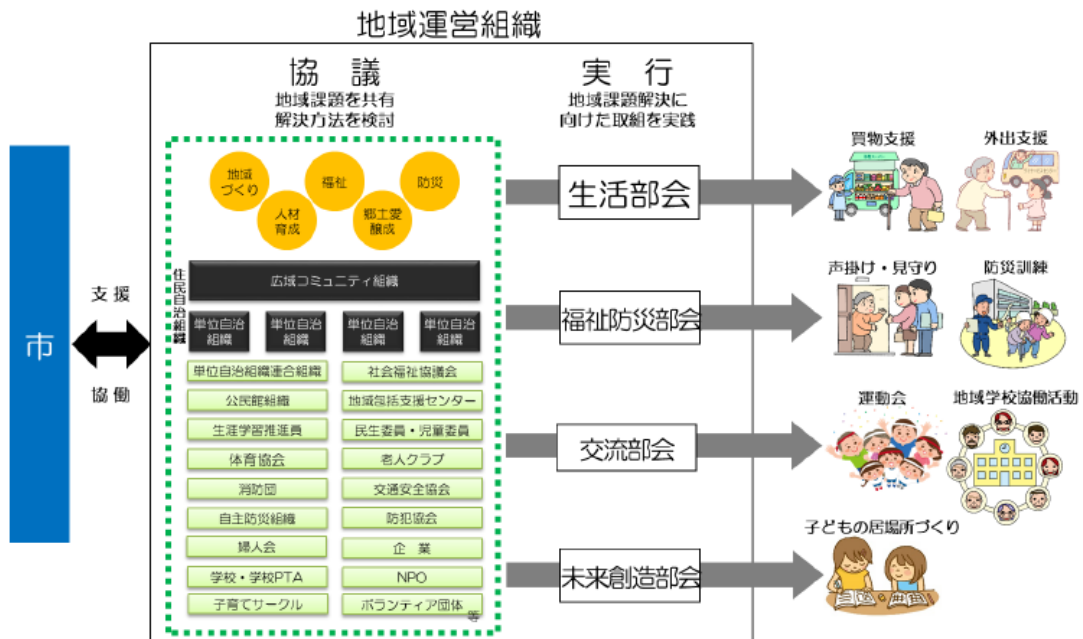 地域運営組織
協 議
地域課題を共有
解決方法を検討
実 行
地域課題解決に
向けた取組を実践
市
支援
協働
地域
づくり
福祉
防災
人材
育成
郷土愛
醸成
住民自治組織
広域コミュニティ組織
単位自治
組織
単位自治
組織
単位自治
組織
単位自治
組織
単位自治組織連合組織
社会福祉協議会
公民館組織
地域包括支援センター
生涯学習推進員
民生委員・児童委員
体育協会
老人クラブ
消防団
交通安全協会
自主防災組織
防犯協会
婦人会
企 業
学校・学校PTA
NPO
子育てサークル
ボランティア団体
等
生活部会
福祉防災部会
交流部会
未来創造部会
買物支援
外出支援
声掛け・見守り
防災訓練
運動会
地域学校協働活動
子どもの居場所づくり